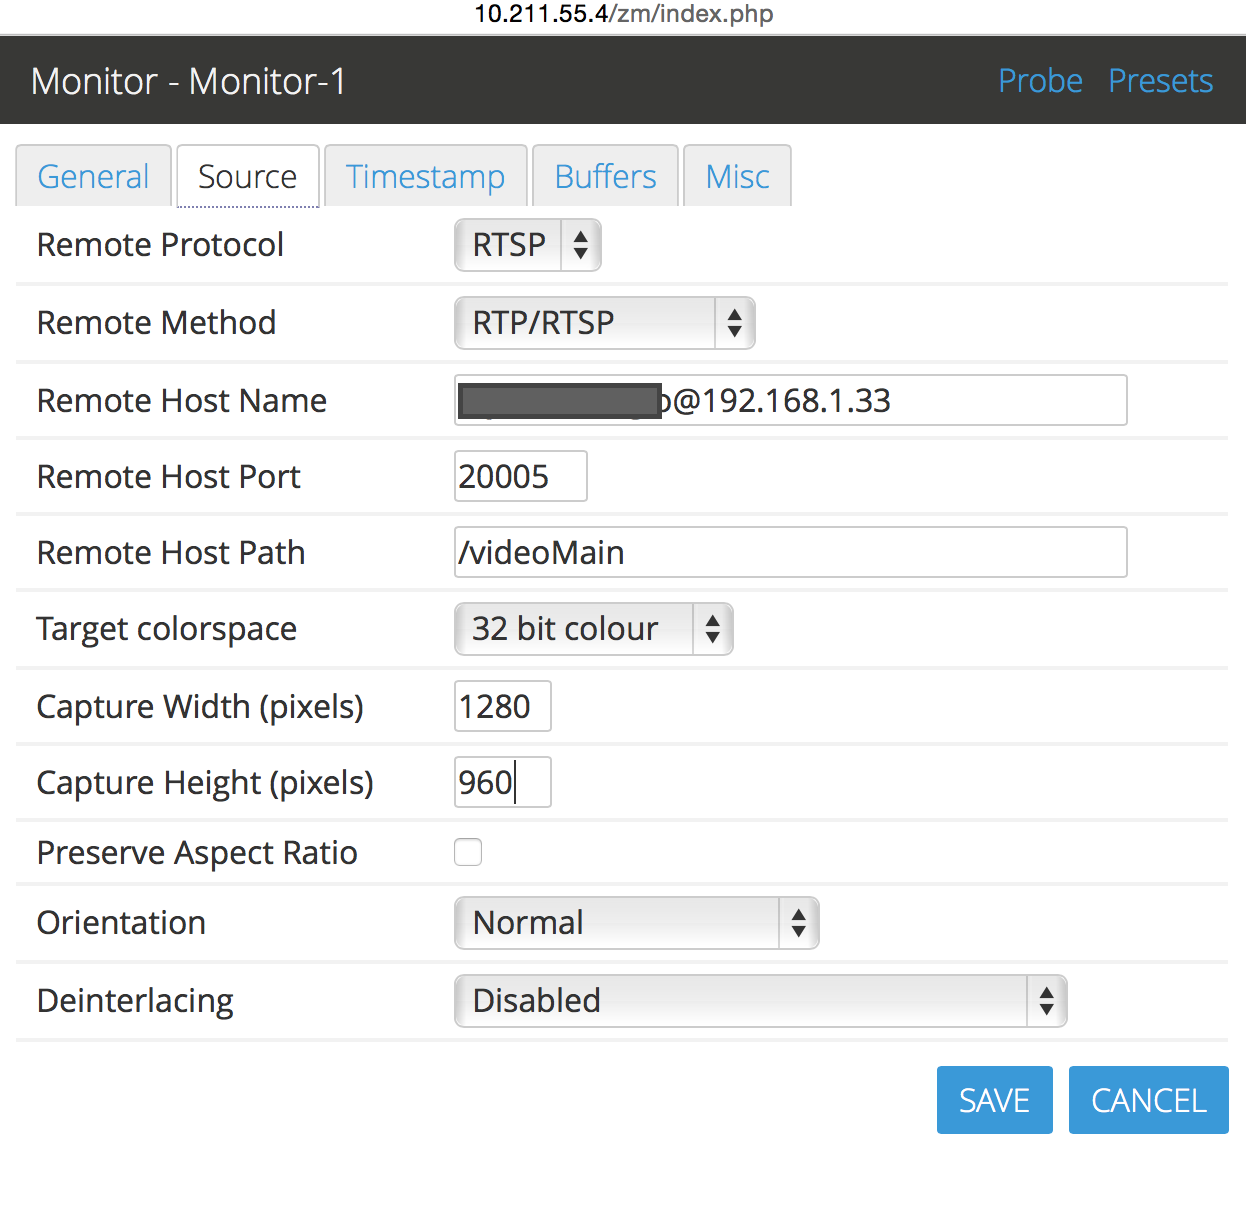 10.211.55.4/zm/index.php
Monitor - Monitor-1 Probe Presets
General Source Timestamp Buffers Misc
Remote Protocol RTSP
Remote Method RTP/RTSP
Remote Host Name @192.168.1.33
Remote Host Port 20005
Remote Host Path /videoMain
Target colorspace 32 bit colour
Capture Width (pixels) 1280
Capture Height (pixels) 960
Preserve Aspect Ratio
Orientation Normal
Deinterlacing Disabled
SAVE CANCEL